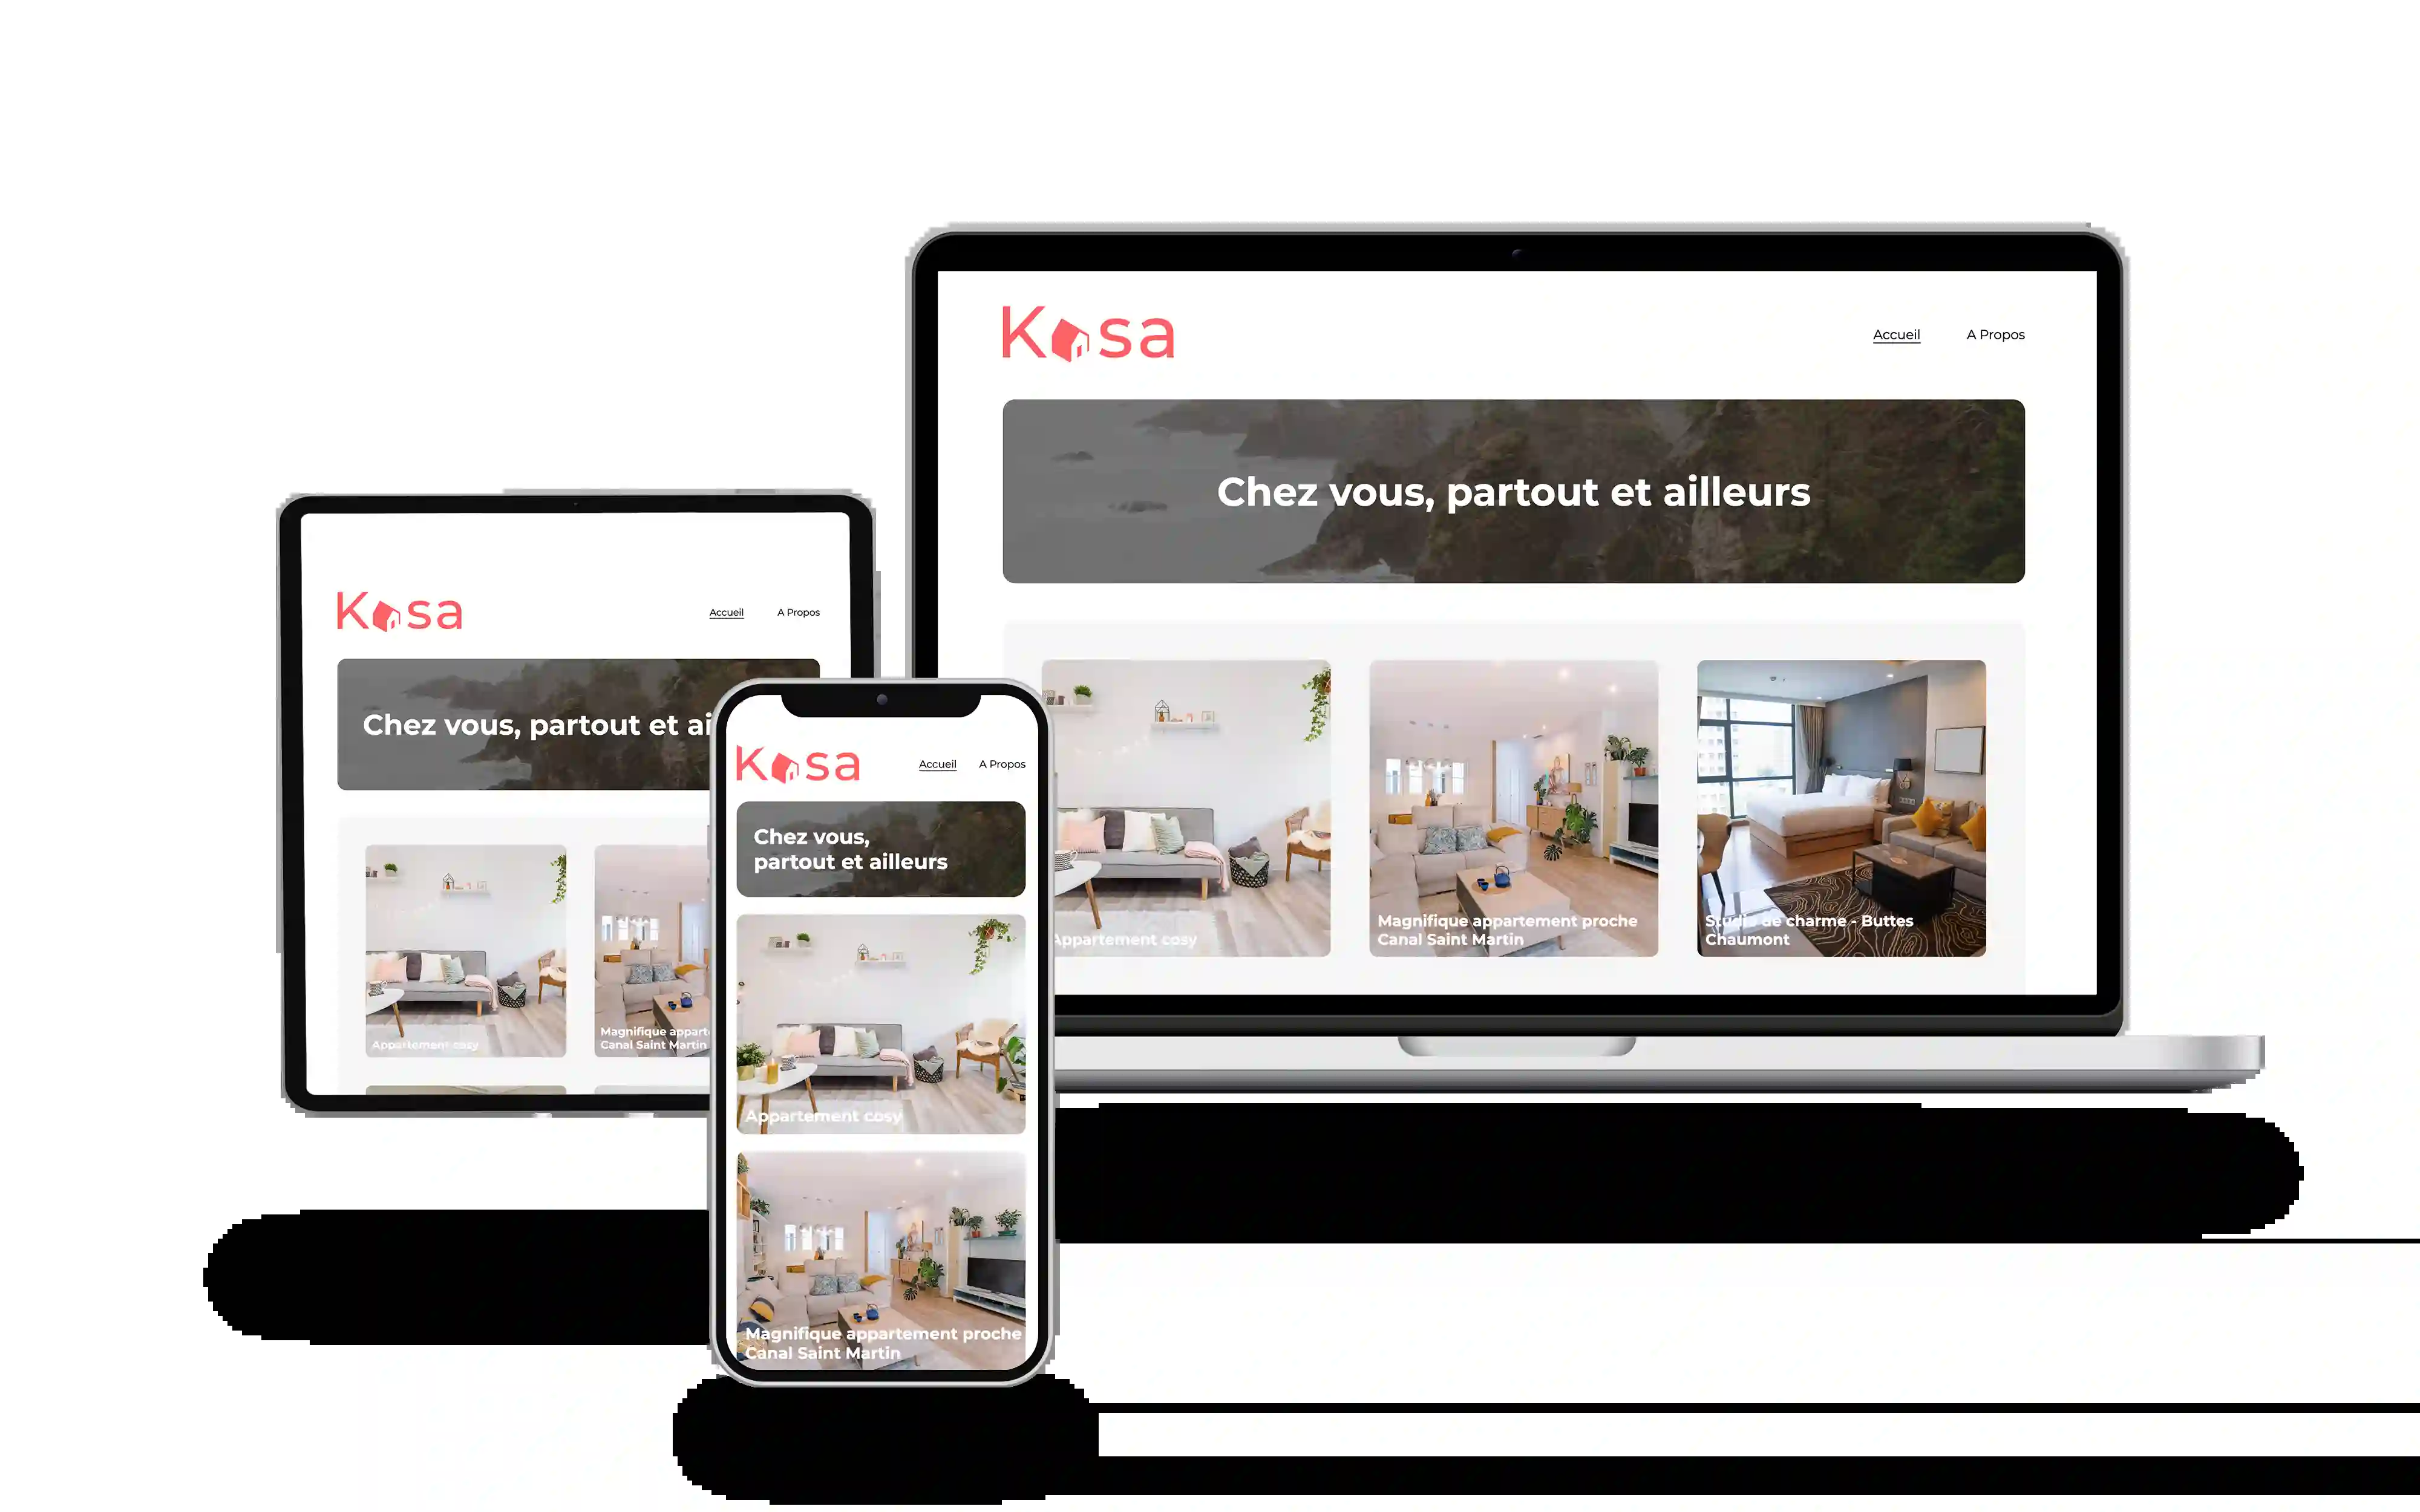 Kasa
Accueil A Propos
Chez vous, partout et ailleurs
Appartement cosy
Magnifique appartement proche
Canal Saint Martin
Studio de charme - Buttes
Chaumont
Kasa
Accueil A Propos
Chez vous, partout et ai
Appartement cosy
Magnifique appart
Canal Saint Martin
Kasa
Accueil A Propos
Chez vous,
partout et ailleurs
Appartement cosy
Magnifique appartement proche
Canal Saint Martin